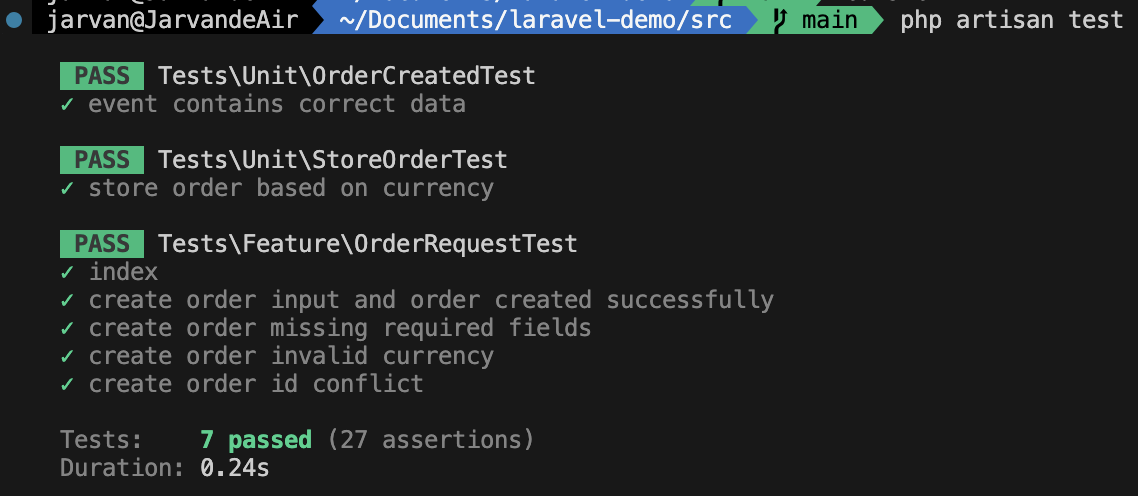 jarvan@JarvandeAir ~/Documents/laravel-demo/src main php artisan test
PASS Tests\Unit\OrderCreatedTest
✓ event contains correct data
PASS Tests\Unit\StoreOrderTest
✓ store order based on currency
PASS Tests\Feature\OrderRequestTest
✓ index
✓ create order input and order created successfully
✓ create order missing required fields
✓ create order invalid currency
✓ create order id conflict
Tests: 7 passed (27 assertions)
Duration: 0.24s